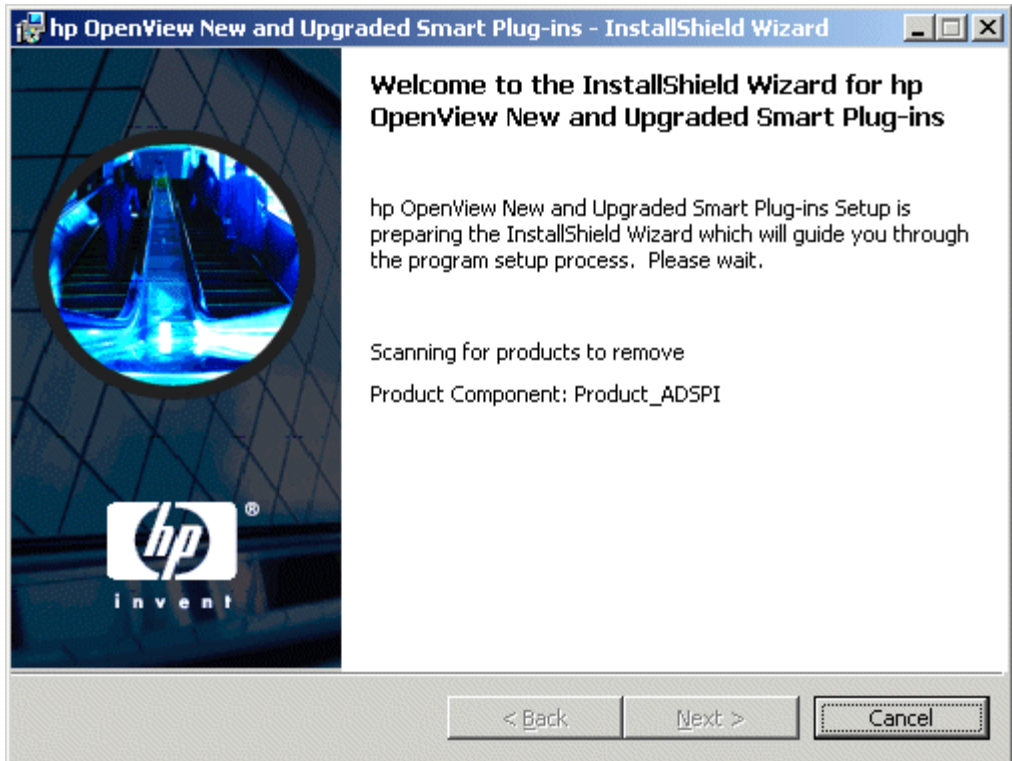 hp OpenView New and Upgraded Smart Plug-ins - InstallShield Wizard
Welcome to the InstallShield Wizard for hp
OpenView New and Upgraded Smart Plug-ins
hp OpenView New and Upgraded Smart Plug-ins Setup is
preparing the InstallShield Wizard which will guide you through
the program setup process.  Please wait.
Scanning for products to remove
Product Component: Product_ADSPI
hp ®
invent
< Back
Next >
Cancel